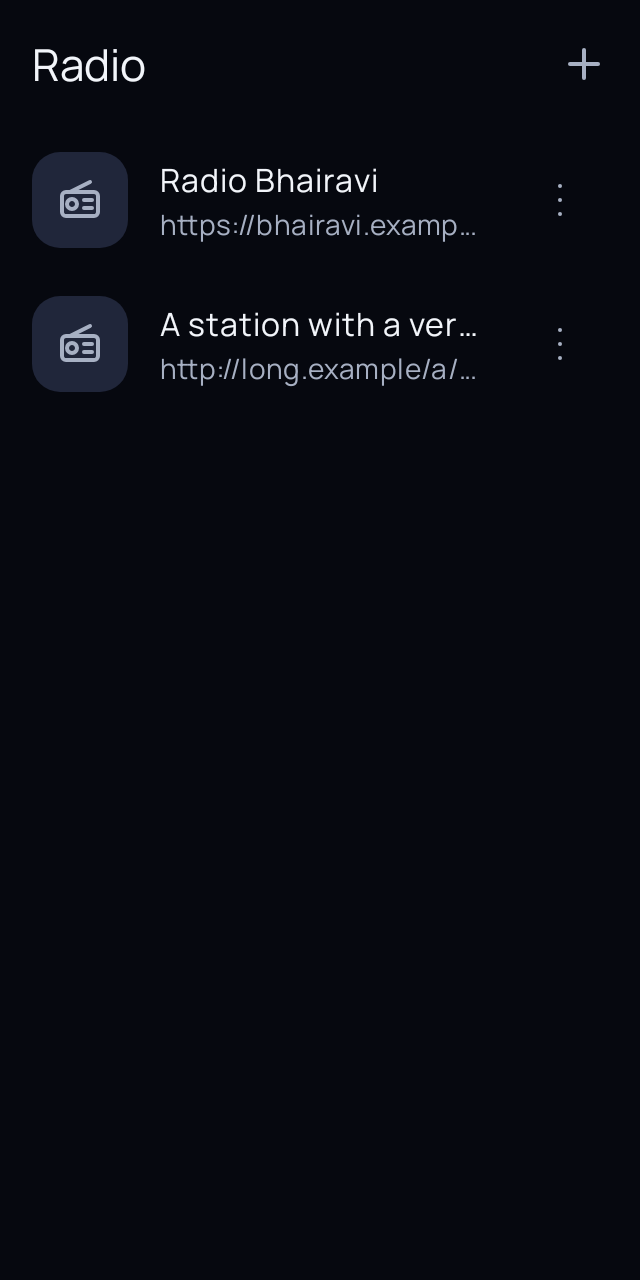 Radio
Radio Bhairavi
https://bhairavi.examp…
A station with a ver…
http://long.example/a/…